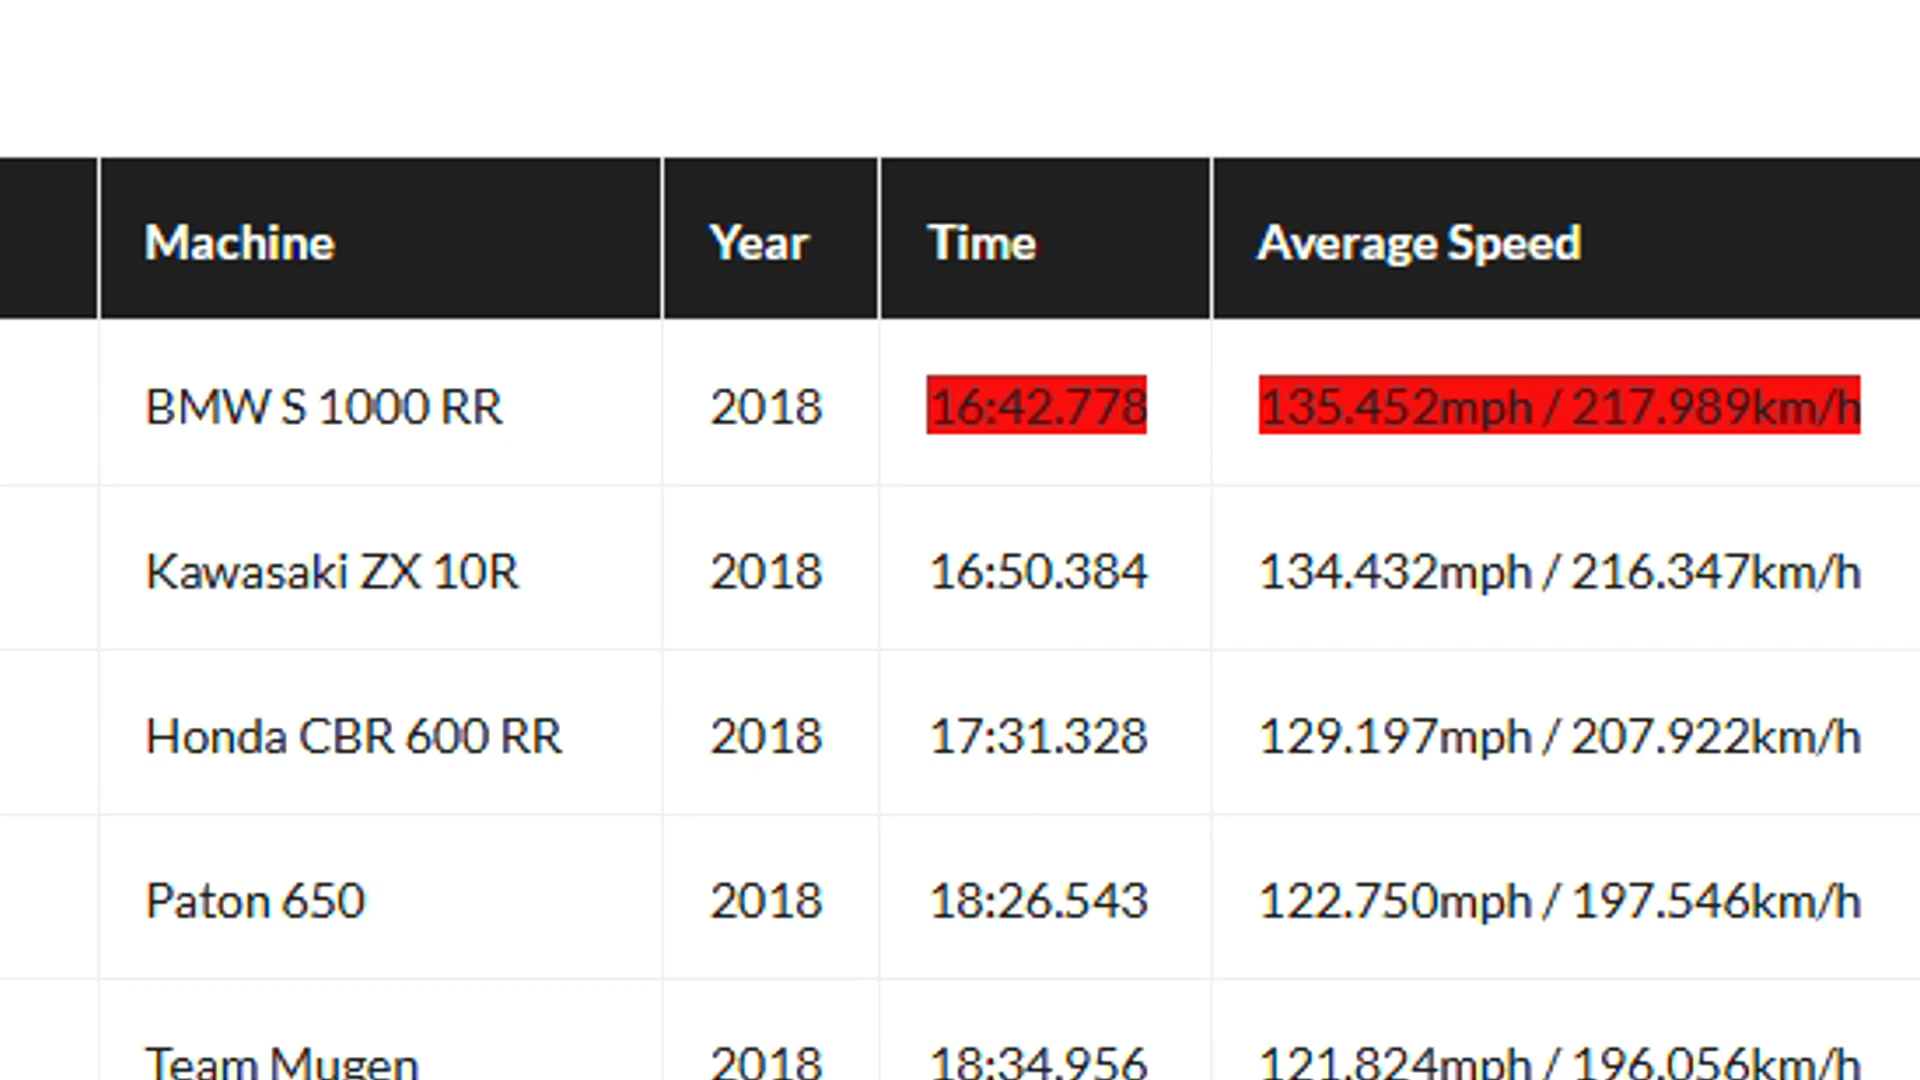 Machine Year Time Average Speed
BMW S 1000 RR 2018 16:42.778 135.452mph / 217.989km/h
Kawasaki ZX 10R 2018 16:50.384 134.432mph / 216.347km/h
Honda CBR 600 RR 2018 17:31.328 129.197mph / 207.922km/h
Paton 650 2018 18:26.543 122.750mph / 197.546km/h
Team Mugen 2018 18:34.956 121.824mph / 196.056km/h